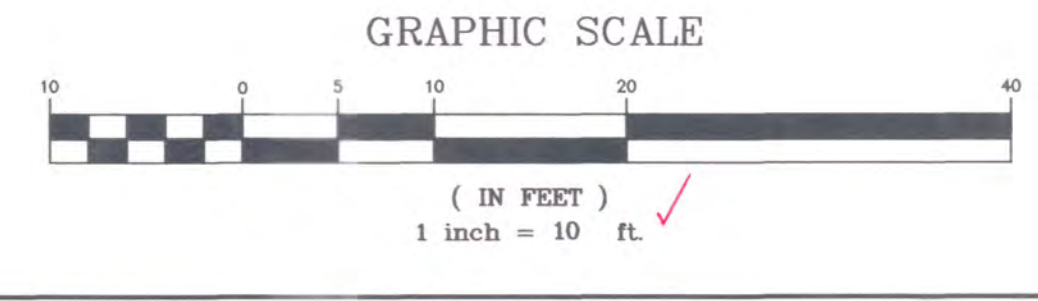 GRAPHIC SCALE
10 0 5 10 20 40
( IN FEET )
1 inch = 10 ft.